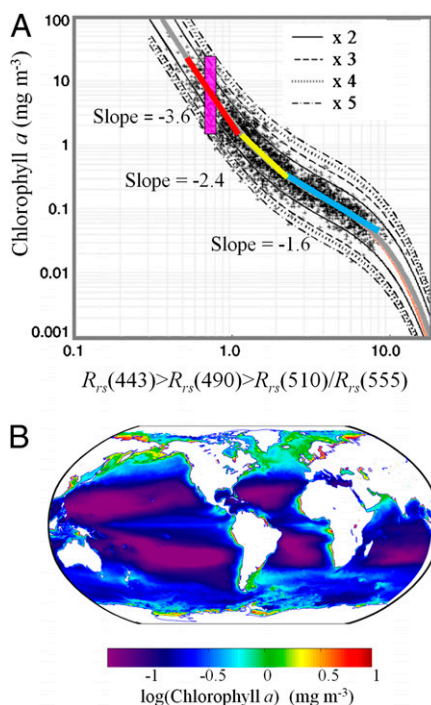 A
Chlorophyll a (mg m⁻³)
100
10
1
0.1
0.01
0.001
x 2
x 3
x 4
x 5
Slope = -3.6
Slope = -2.4
Slope = -1.6
0.1
1.0
10.0
Rrs(443)>Rrs(490)>Rrs(510)/Rrs(555)
B
-1 -0.5 0 0.5 1
log(Chlorophyll a) (mg m⁻³)